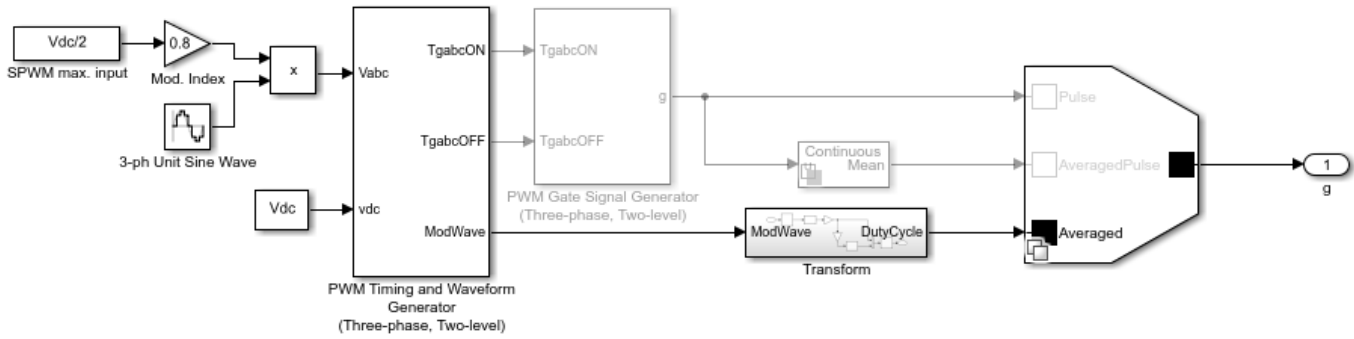 Vdc/2
SPWM max. input
0.8
Mod. Index
x
3-ph Unit Sine Wave
Vdc
Vabc
vdc
TgabcON
TgabcOFF
ModWave
PWM Timing and Waveform
Generator
(Three-phase, Two-level)
TgabcON
TgabcOFF
g
PWM Gate Signal Generator
(Three-phase, Two-level)
Continuous
Mean
ModWave
DutyCycle
Transform
Pulse
AveragedPulse
Averaged
1
g